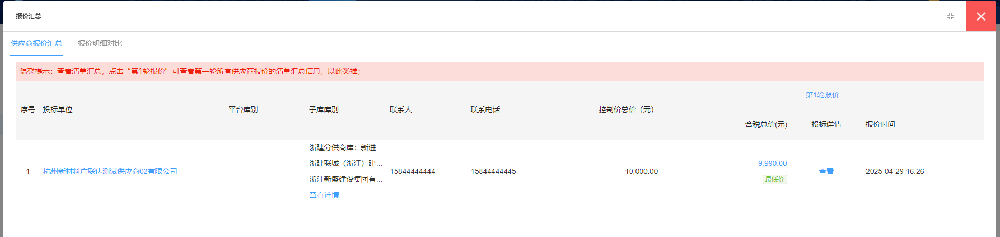 报价汇总
供应商报价汇总 报价明细对比
温馨提示：查看清单汇总，点击“第1轮报价”可查看第一轮所有供应商报价的清单汇总信息，以此类推；
第1轮报价
序号 投标单位 平台库别 子库库别 联系人 联系电话 控制价总价（元）
含税总价(元) 投标详情 报价时间
浙建分供商库：新进...
浙建联城（浙江）建...
浙江新盛建设集团有...
查看详情
1 杭州新材料广联达测试供应商02有限公司 15844444444 15844444445 10,000.00
9,990.00
最低价
查看 2025-04-29 16:26